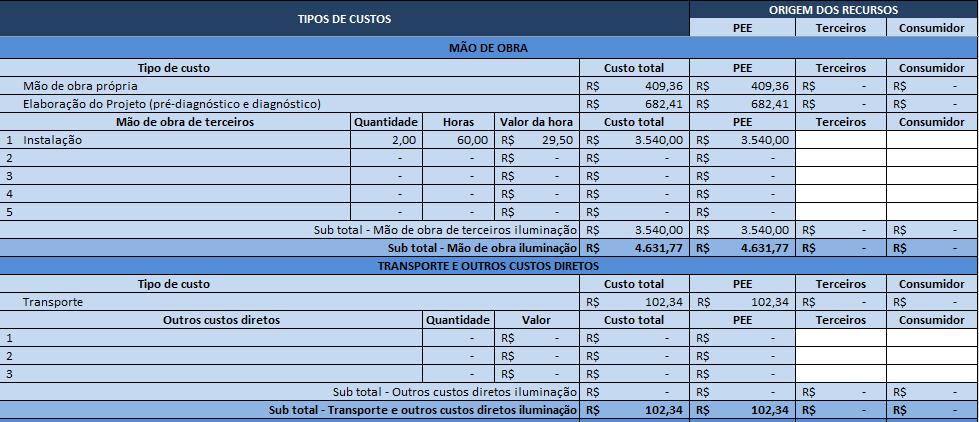 TIPOS DE CUSTOS ORIGEM DOS RECURSOS
PEE Terceiros Consumidor
MÃO DE OBRA
Tipo de custo Custo total PEE Terceiros Consumidor
Mão de obra própria R$ 409,36 R$ 409,36 R$ - R$ -
Elaboração do Projeto (pré-diagnóstico e diagnóstico) R$ 682,41 R$ 682,41 R$ - R$ -
Mão de obra de terceiros Quantidade Horas Valor da hora Custo total PEE Terceiros Consumidor
1 Instalação 2,00 60,00 R$ 29,50 R$ 3.540,00 R$ 3.540,00
2 - - R$ - R$ - R$ -
3 - - R$ - R$ - R$ -
4 - - R$ - R$ - R$ -
5 - - R$ - R$ - R$ -
Sub total - Mão de obra de terceiros iluminação R$ 3.540,00 R$ 3.540,00 R$ - R$ -
Sub total - Mão de obra iluminação R$ 4.631,77 R$ 4.631,77 R$ - R$ -
TRANSPORTE E OUTROS CUSTOS DIRETOS
Tipo de custo Custo total PEE Terceiros Consumidor
Transporte R$ 102,34 R$ 102,34 R$ - R$ -
Outros custos diretos Quantidade Valor Custo total PEE Terceiros Consumidor
1 - R$ - R$ - R$ -
2 - R$ - R$ - R$ -
3 - R$ - R$ - R$ -
Sub total - Outros custos diretos iluminação R$ - R$ - R$ - R$ -
Sub total - Transporte e outros custos diretos iluminação R$ 102,34 R$ 102,34 R$ - R$ -